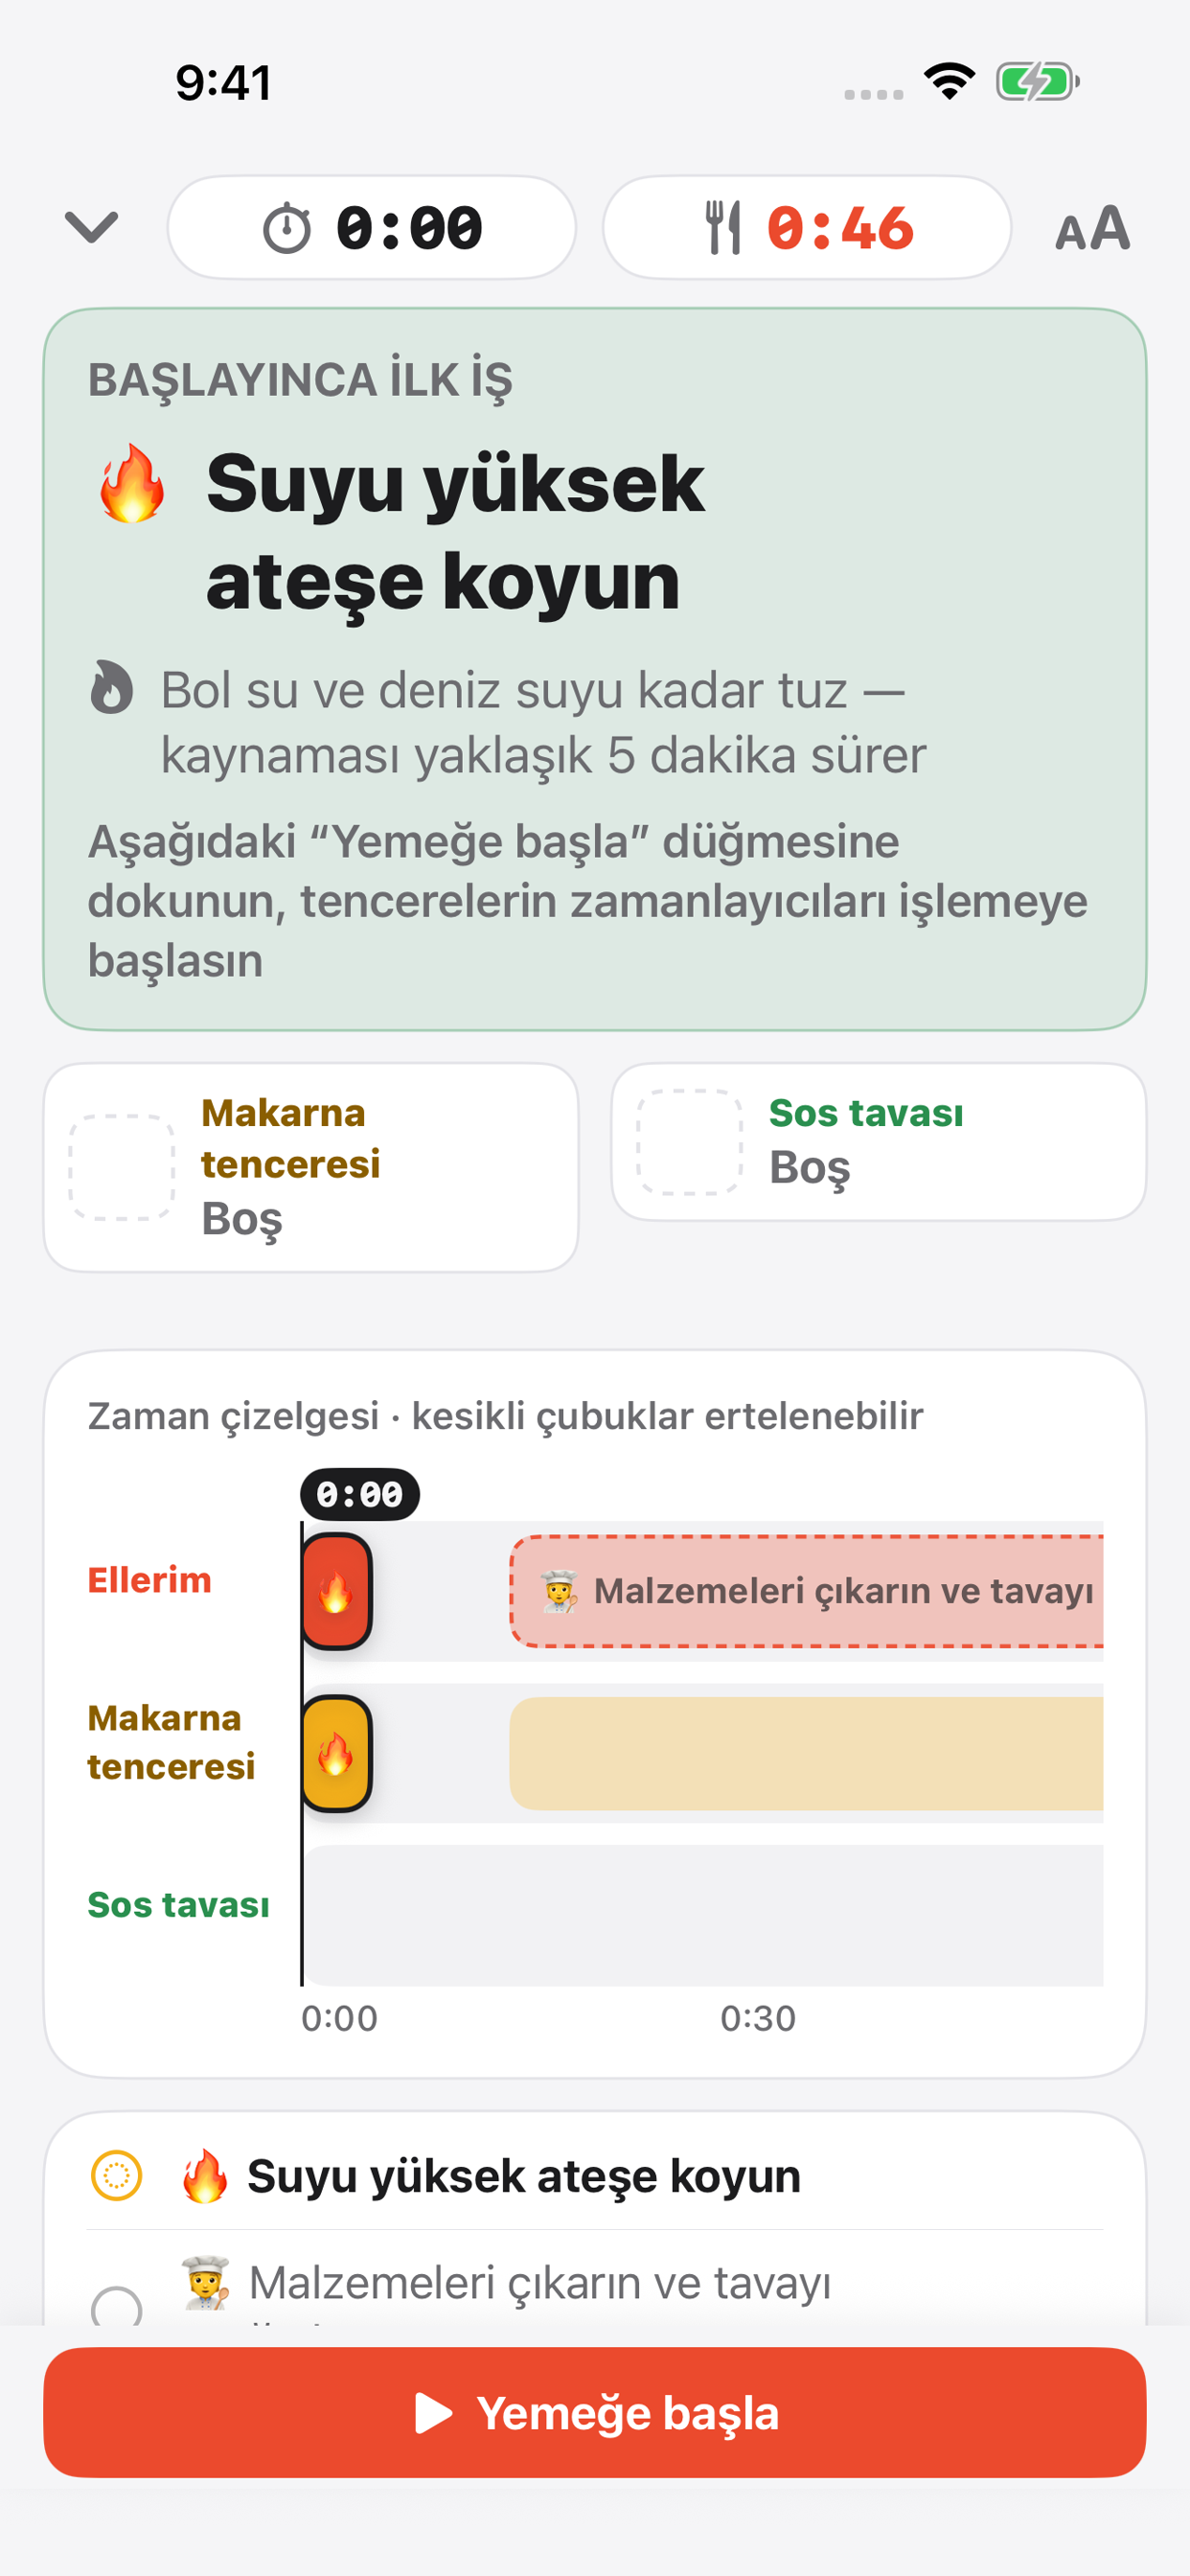 9:41
0:00
0:46
AA
BAŞLAYINCA İLK İŞ
Suyu yüksek
ateşe koyun
Bol su ve deniz suyu kadar tuz —
kaynaması yaklaşık 5 dakika sürer
Aşağıdaki “Yemeğe başla” düğmesine
dokunun, tencerelerin zamanlayıcıları işlemeye
başlasın
Makarna
tenceresi
Boş
Sos tavası
Boş
Zaman çizelgesi · kesikli çubuklar ertelenebilir
0:00
Ellerim
Malzemeleri çıkarın ve tavayı
Makarna
tenceresi
Sos tavası
0:00
0:30
Suyu yüksek ateşe koyun
Malzemeleri çıkarın ve tavayı
Yemeğe başla